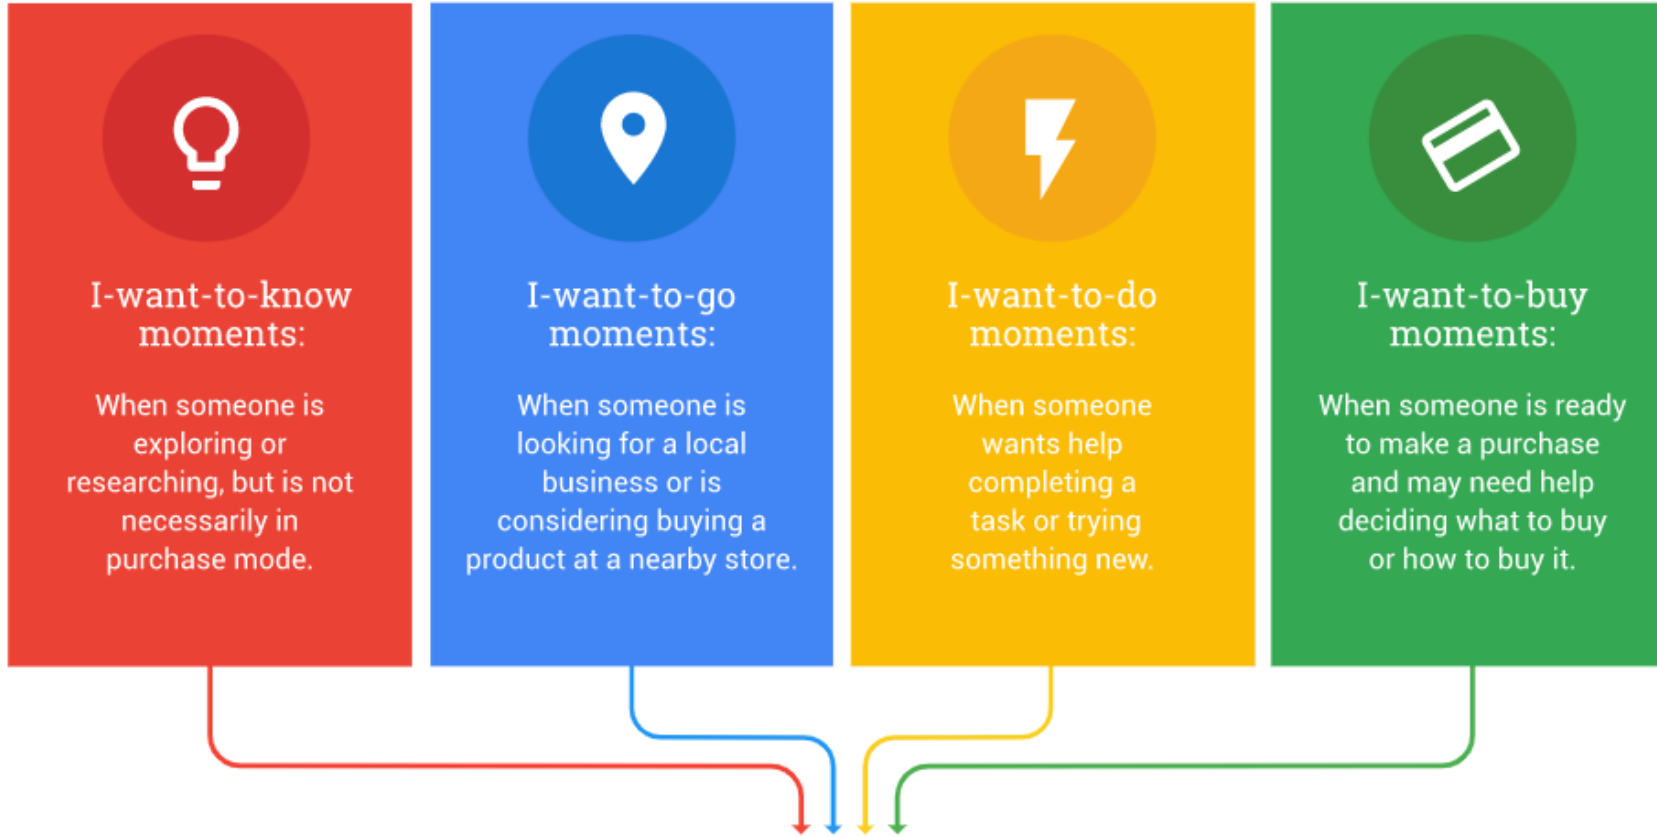 I-want-to-know
moments:
When someone is
exploring or
researching, but is not
necessarily in
purchase mode.
I-want-to-go
moments:
When someone is
looking for a local
business or is
considering buying a
product at a nearby store.
I-want-to-do
moments:
When someone
wants help
completing a
task or trying
something new.
I-want-to-buy
moments:
When someone is ready
to make a purchase
and may need help
deciding what to buy
or how to buy it.